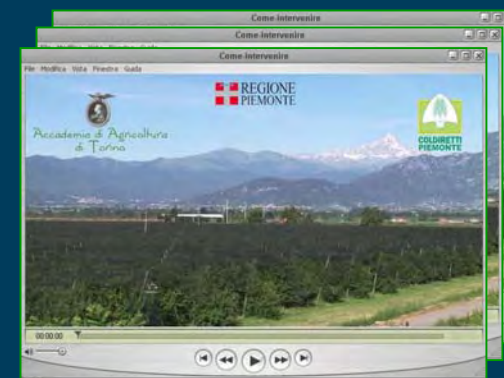 Come-Intervenire
Come-Intervenire
Come-Intervenire
File Modifica Vista Finestra Guida
Accademia di Agricoltura
di Torino
REGIONE
PIEMONTE
COLDIRETTI
PIEMONTE
00:00:00